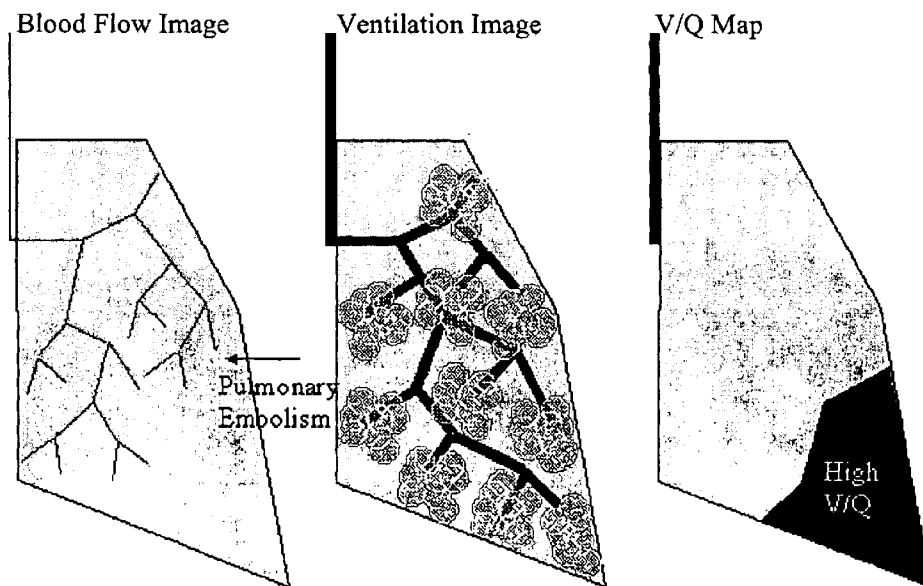 Blood Flow Image
Ventilation Image
V/Q Map
Pulmonary
Embolism
High
V/Q